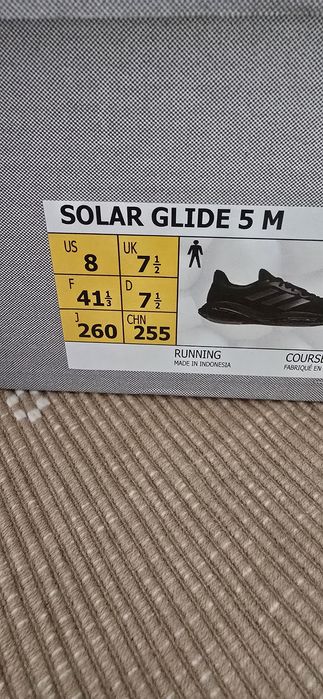 SOLAR GLIDE 5 M
US UK
8 7½
F D
41⅓ 7½
J CHN
260 255
RUNNING COURSE
MADE IN INDONESIA FABRIQUÉ EN